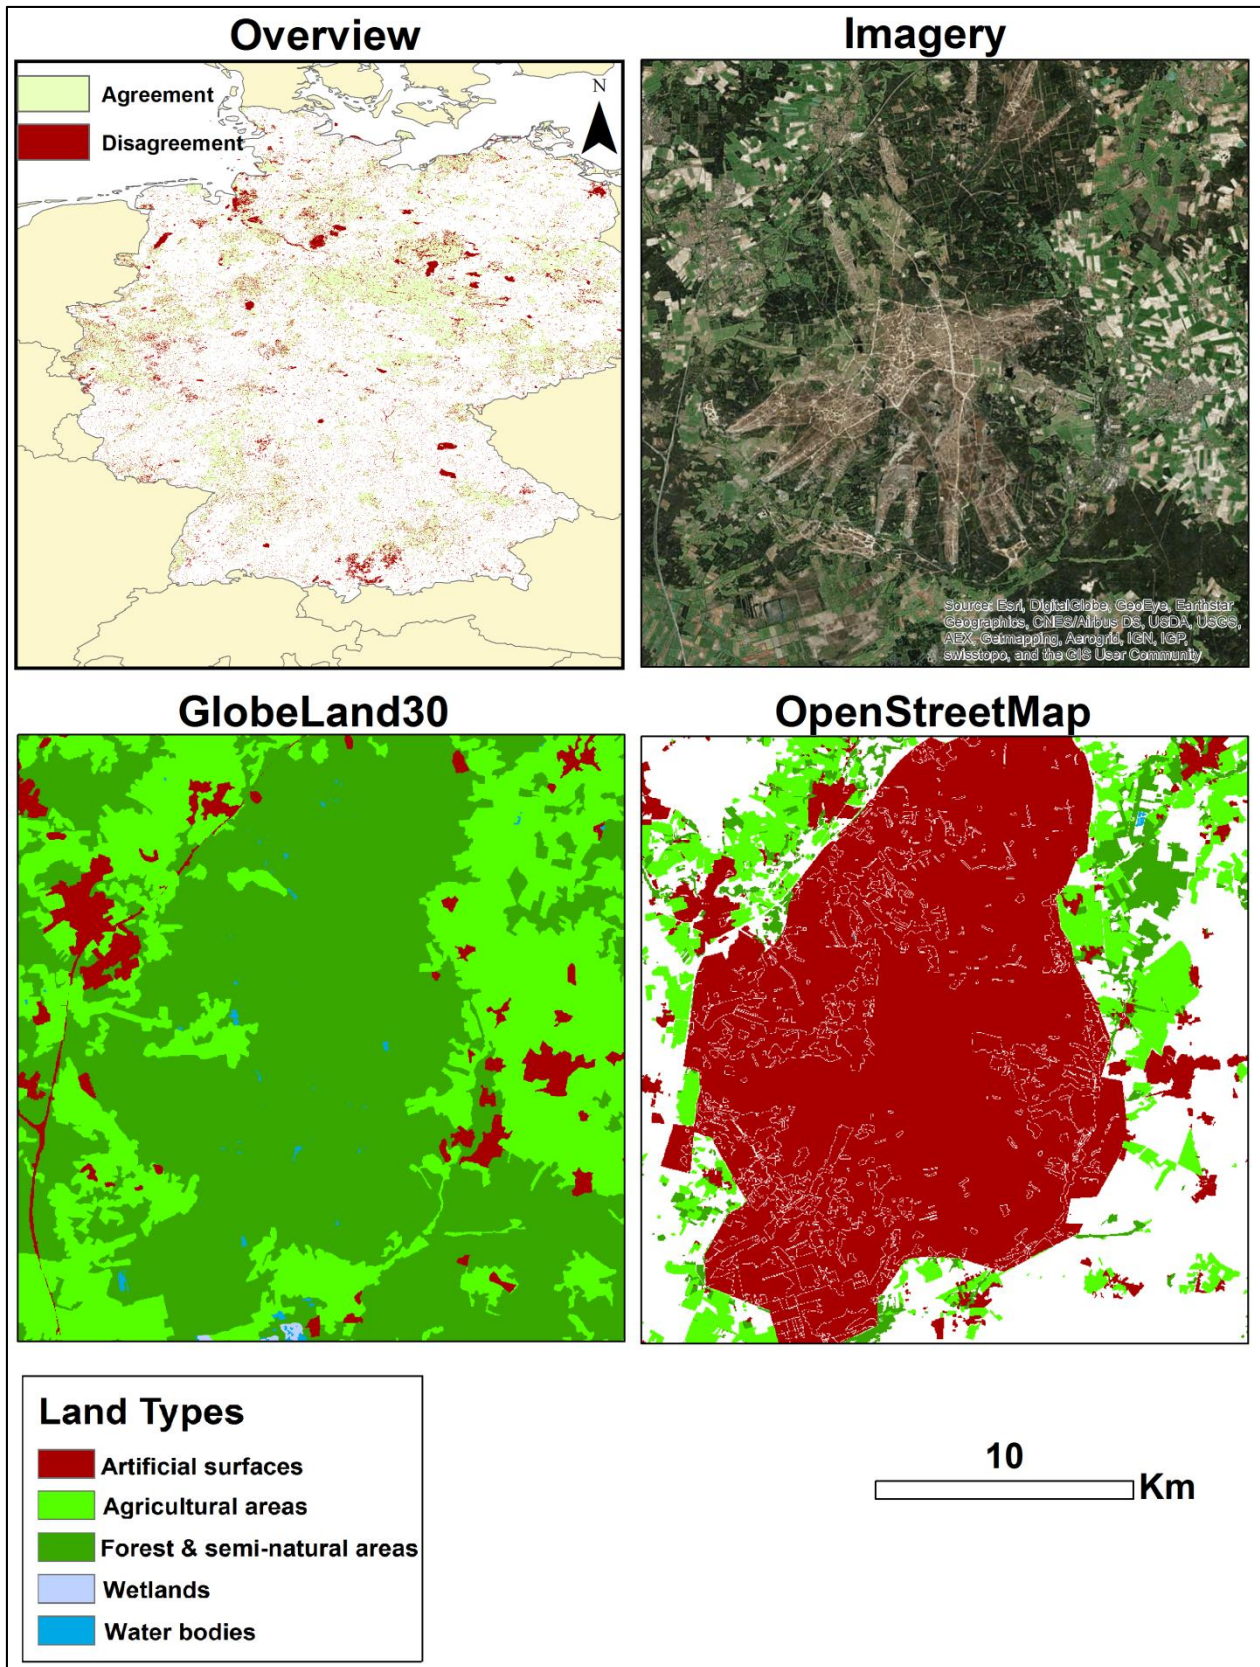 Overview
Agreement
Disagreement
N
Imagery
Source: Esri, DigitalGlobe, GeoEye, Earthstar
Geographics, CNES/Airbus DS, USDA, USGS,
AEX, Getmapping, Aerogrid, IGN, IGP,
swisstopo, and the GIS User Community
GlobeLand30
OpenStreetMap
Land Types
Artificial surfaces
Agricultural areas
Forest & semi-natural areas
Wetlands
Water bodies
10
Km